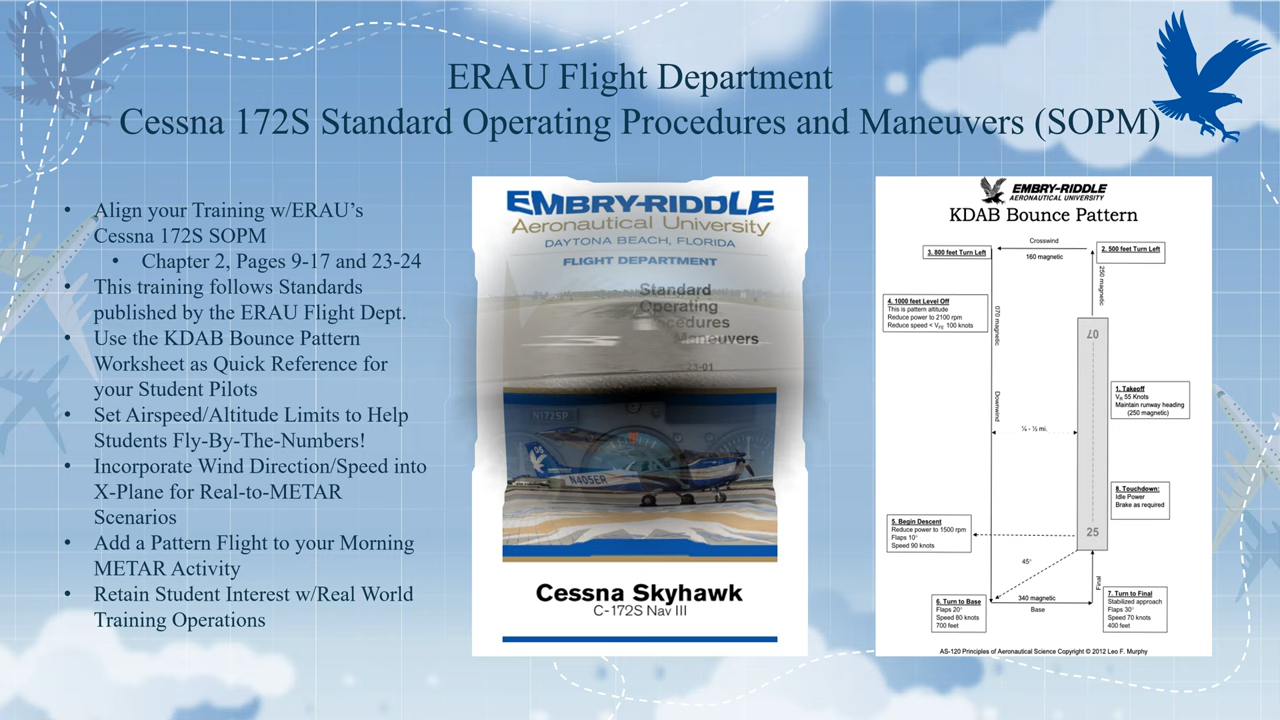 ERAU Flight Department
Cessna 172S Standard Operating Procedures and Maneuvers (SOPM)
• Align your Training w/ERAU's
Cessna 172S SOPM
• Chapter 2, Pages 9-17 and 23-24
• This training follows Standards
published by the ERAU Flight Dept.
• Use the KDAB Bounce Pattern
Worksheet as Quick Reference for
your Student Pilots
• Set Airspeed/Altitude Limits to Help
Students Fly-By-The-Numbers!
• Incorporate Wind Direction/Speed into
X-Plane for Real-to-METAR
Scenarios
• Add a Pattern Flight to your Morning
METAR Activity
• Retain Student Interest w/Real World
Training Operations
EMBRY-RIDDLE
Aeronautical University
DAYTONA BEACH, FLORIDA
FLIGHT DEPARTMENT
Standard
Operating
cedures
Maneuvers
23-01
N172SP
N405ER
Cessna Skyhawk
C-172S Nav III
EMBRY-RIDDLE
AERONAUTICAL UNIVERSITY
KDAB Bounce Pattern
Crosswind
160 magnetic
3. 800 feet Turn Left
2. 500 feet Turn Left
250 magnetic
4. 1000 feet Level Off
This is pattern altitude
Reduce power to 2100 rpm
Reduce speed < VFE 100 knots
070 magnetic
07
1. Takeoff
VR 55 Knots
Maintain runway heading
(250 magnetic)
Downwind
¼ - ½ mi.
8. Touchdown:
Idle Power
Brake as required
5. Begin Descent
Reduce power to 1500 rpm
Flaps 10°
Speed 90 knots
25
45°
Final
6. Turn to Base
Flaps 20°
Speed 80 knots
700 feet
340 magnetic
Base
7. Turn to Final
Stabilized approach
Flaps 30°
Speed 70 knots
400 feet
AS-120 Principles of Aeronautical Science Copyright © 2012 Leo F. Murphy